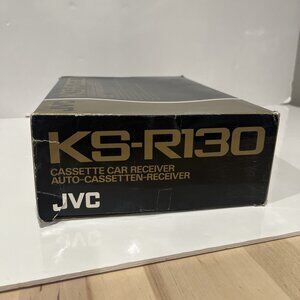 KS-R130
CASSETTE CAR RECEIVER
AUTO-CASSETTEN-RECEIVER
JVC